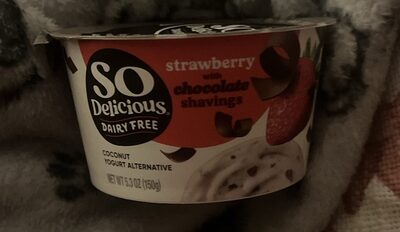 SO
Delicious
DAIRY FREE
strawberry
with
chocolate
shavings
COCONUT
YOGURT ALTERNATIVE
NET WT 5.3 OZ (150g)